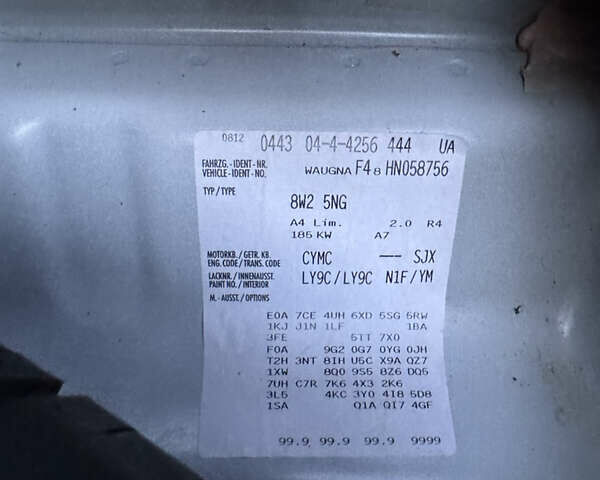 0812 0443 04-4-4256 444 UA
FAHRZG.-IDENT-NR. WAUGNA F4 8 HN058756
VEHICLE-IDENT-NO.
TYP/TYPE 8W2 5NG
A4 Lim. 2.0 R4
185 KW A7
MOTORKB./GETR.KB. CYMC --- SJX
ENG.CODE/TRANS.CODE
LACKNR./INNENAUSST. LY9C/LY9C N1F/YM
PAINT NO./INTERIOR
M.-AUSST./OPTIONS
E0A 7CE 4UH 6XD 5SG 5RW
1KJ J1N 1LF 1BA
3FE 5TT 7X0
F0A 9G2 0G7 0YG 0JH
T2H 3NT 8IH U5C X9A QZ7
1XW 8Q0 9S5 8Z6 DQ5
7UH C7R 7K6 4X3 2K6
3L5 4KC 3Y0 4I8 5D8
1SA Q1A QI7 4GF
99.9 99.9 99.9 9999